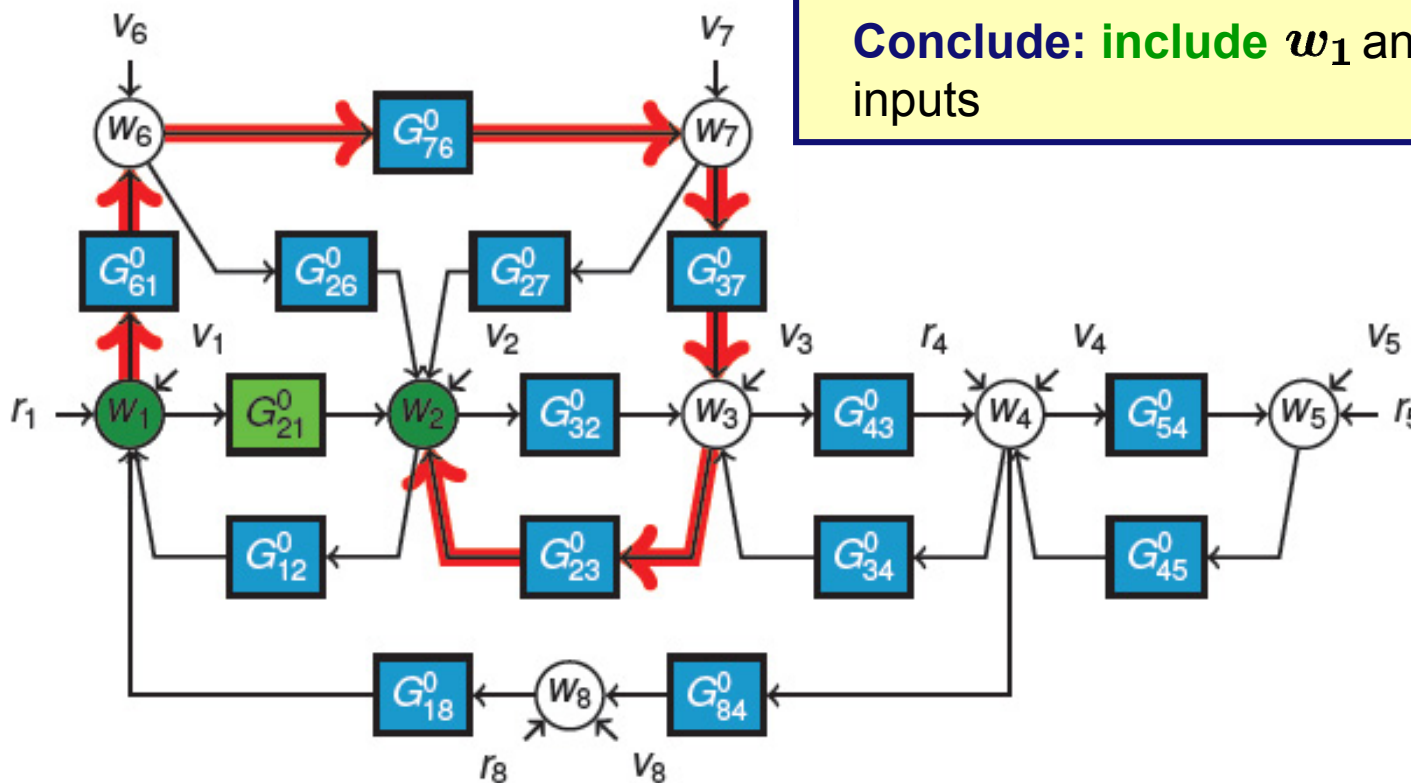 v₆
v₇
Conclude: include w₁ an
inputs
w₆
G⁰₇₆
w₇
G⁰₆₁
G⁰₂₆
G⁰₂₇
G⁰₃₇
v₁
v₂
v₃
r₄
v₄
v₅
r₁
w₁
G⁰₂₁
w₂
G⁰₃₂
w₃
G⁰₄₃
w₄
G⁰₅₄
w₅
r₅
G⁰₁₂
G⁰₂₃
G⁰₃₄
G⁰₄₅
G⁰₁₈
w₈
G⁰₈₄
r₈
v₈